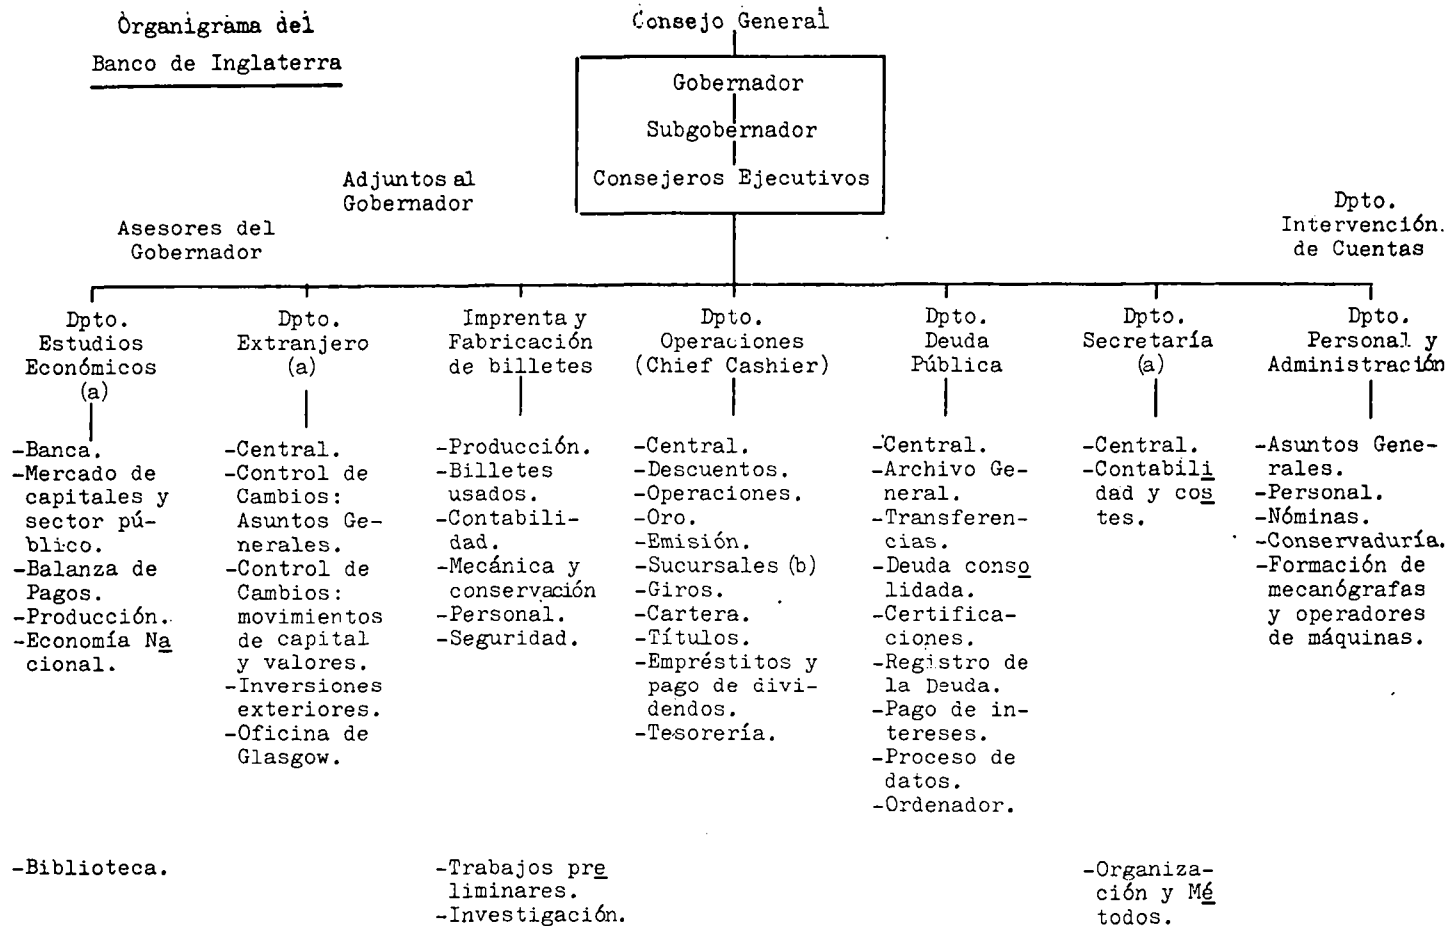 Organigrama del
Banco de Inglaterra
Consejo General
Gobernador
Subgobernador
Consejeros Ejecutivos
Adjuntos al
Gobernador
Asesores del
Gobernador
Dpto.
Intervención.
de Cuentas
Dpto.
Estudios
Económicos
(a)
-Banca.
-Mercado de
capitales y
sector pú-
blico.
-Balanza de
Pagos.
-Producción.
-Economía Na
cional.
-Biblioteca.
Dpto.
Extranjero
(a)
-Central.
-Control de
Cambios:
Asuntos Ge-
nerales.
-Control de
Cambios:
movimientos
de capital
y valores.
-Inversiones
exteriores.
-Oficina de
Glasgow.
Imprenta y
Fabricación
de billetes
-Producción.
-Billetes
usados.
-Contabili-
dad.
-Mecánica y
conservación
-Personal.
-Seguridad.
-Trabajos pre
liminares.
-Investigación.
Dpto.
Operaciones
(Chief Cashier)
-Central.
-Descuentos.
-Operaciones.
-Oro.
-Emisión.
-Sucursales (b)
-Giros.
-Cartera.
-Títulos.
-Empréstitos y
pago de divi-
dendos.
-Tesorería.
Dpto.
Deuda
Pública
-Central.
-Archivo Ge-
neral.
-Transferen-
cias.
-Deuda conso
lidada.
-Certifica-
ciones.
-Registro de
la Deuda.
-Pago de in-
tereses.
-Proceso de
datos.
-Ordenador.
Dpto.
Secretaría
(a)
-Central.
-Contabili
dad y cos
tes.
-Organiza-
ción y Mé
todos.
Dpto.
Personal y
Administración
-Asuntos Gene-
rales.
-Personal.
-Nóminas.
-Conservaduría.
-Formación de
mecanógrafas
y operadores
de máquinas.